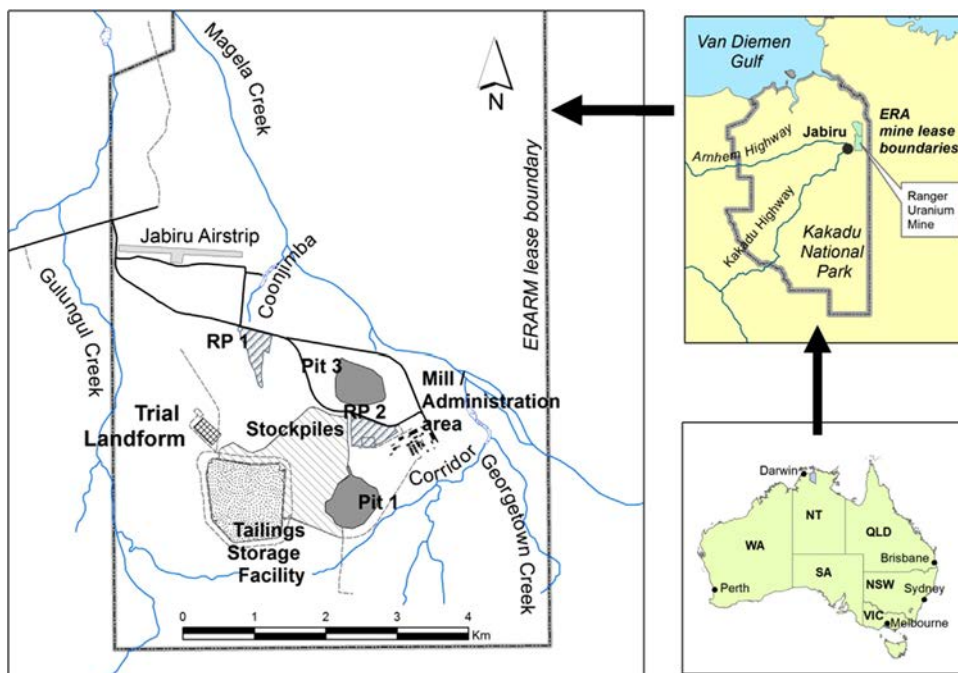 Magela Creek
N
ERARM lease boundary
Jabiru Airstrip
Coonjimba
Gulungul Creek
RP 1
Pit 3
Mill /
Administration
area
RP 2
Trial
Landform
Stockpiles
Corridor
Georgetown Creek
Pit 1
Tailings
Storage
Facility
0 1 2 3 4
Km
Van Diemen
Gulf
Jabiru
ERA
mine lease
boundaries
Arnhem Highway
Ranger
Uranium
Mine
Kakadu Highway
Kakadu
National
Park
Darwin
NT
QLD
WA
Brisbane
SA
NSW
Perth
Sydney
VIC
Melbourne